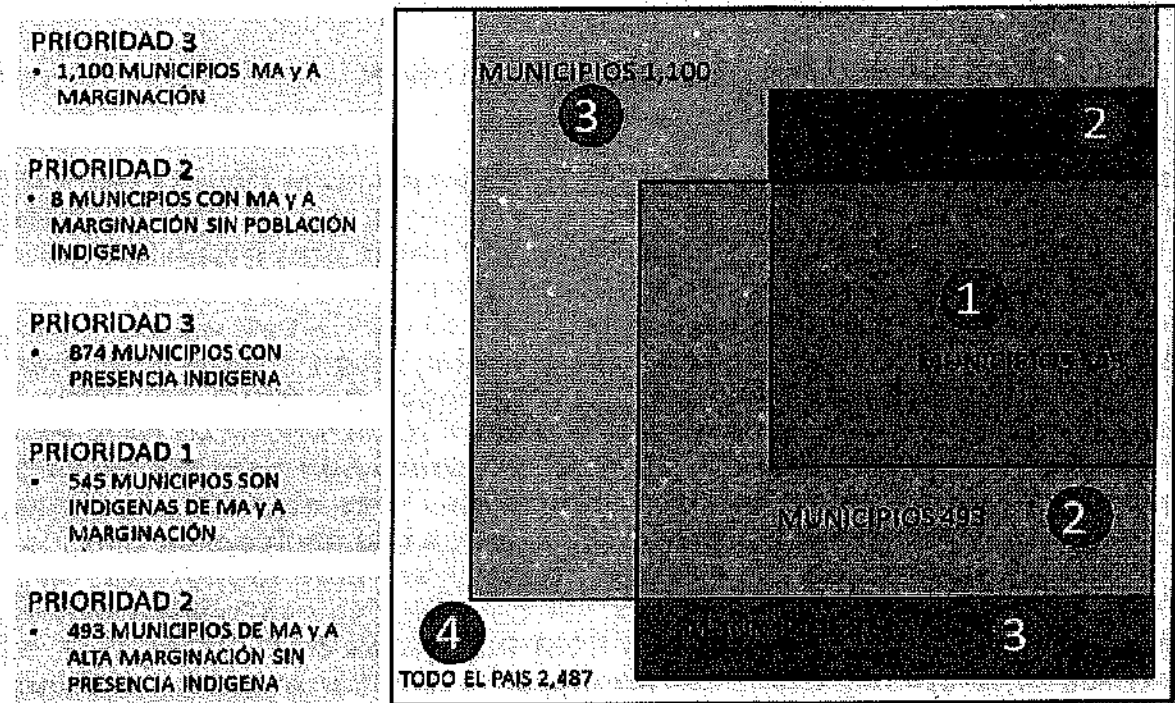 PRIORIDAD 3
• 1,100 MUNICIPIOS MA y A
MARGINACIÓN
PRIORIDAD 2
• 8 MUNICIPIOS CON MA y A
MARGINACIÓN SIN POBLACIÓN
INDIGENA
PRIORIDAD 3
• 874 MUNICIPIOS CON
PRESENCIA INDIGENA
PRIORIDAD 1
• 545 MUNICIPIOS SON
INDIGENAS DE MA y A
MARGINACIÓN
PRIORIDAD 2
• 493 MUNICIPIOS DE MA y A
ALTA MARGINACIÓN SIN
PRESENCIA INDIGENA
MUNICIPIOS 1,100
3
2
1
MUNICIPIOS
MUNICIPIOS 493
2
3
4
TODO EL PAIS 2,487